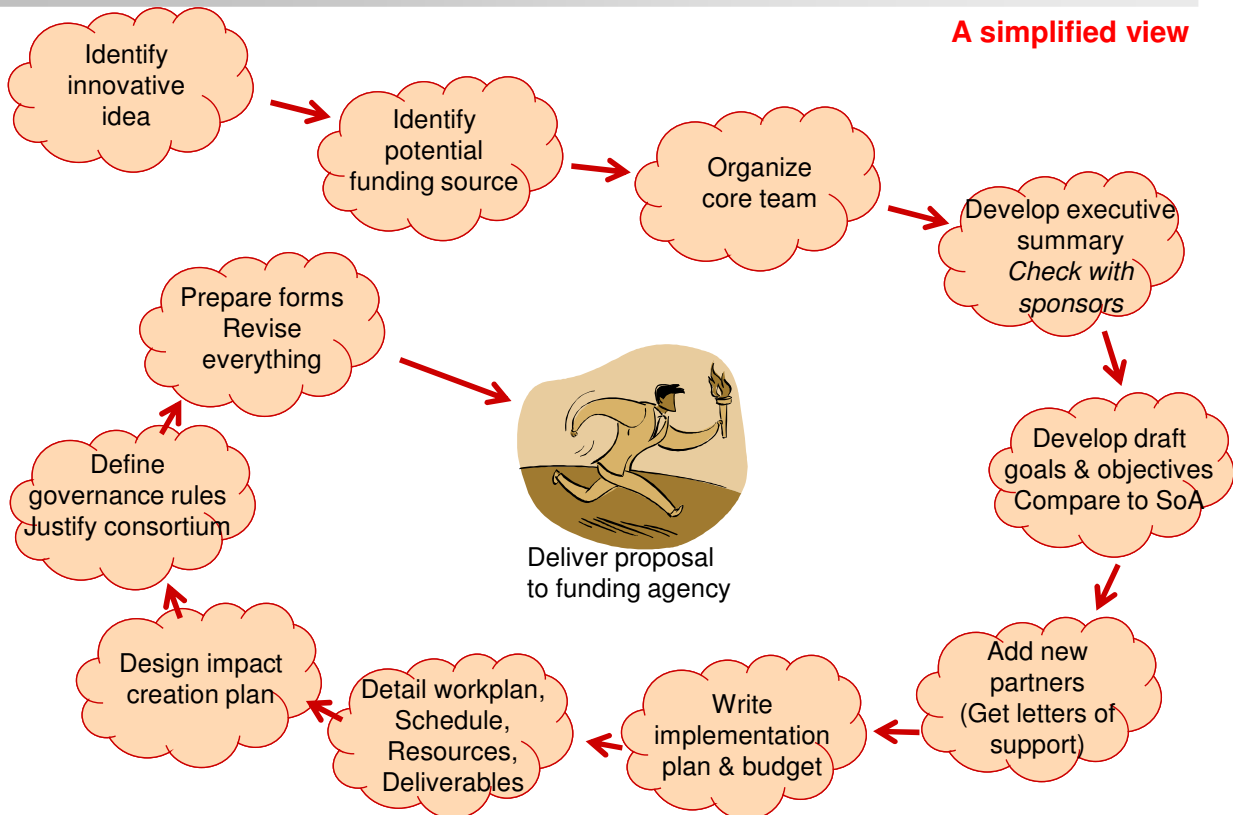 A simplified view
Identify
innovative
idea
Identify
potential
funding source
Organize
core team
Develop executive
summary
Check with
sponsors
Develop draft
goals & objectives
Compare to SoA
Add new
partners
(Get letters of
support)
Write
implementation
plan & budget
Detail workplan,
Schedule,
Resources,
Deliverables
Design impact
creation plan
Define
governance rules
Justify consortium
Prepare forms
Revise
everything
Deliver proposal
to funding agency